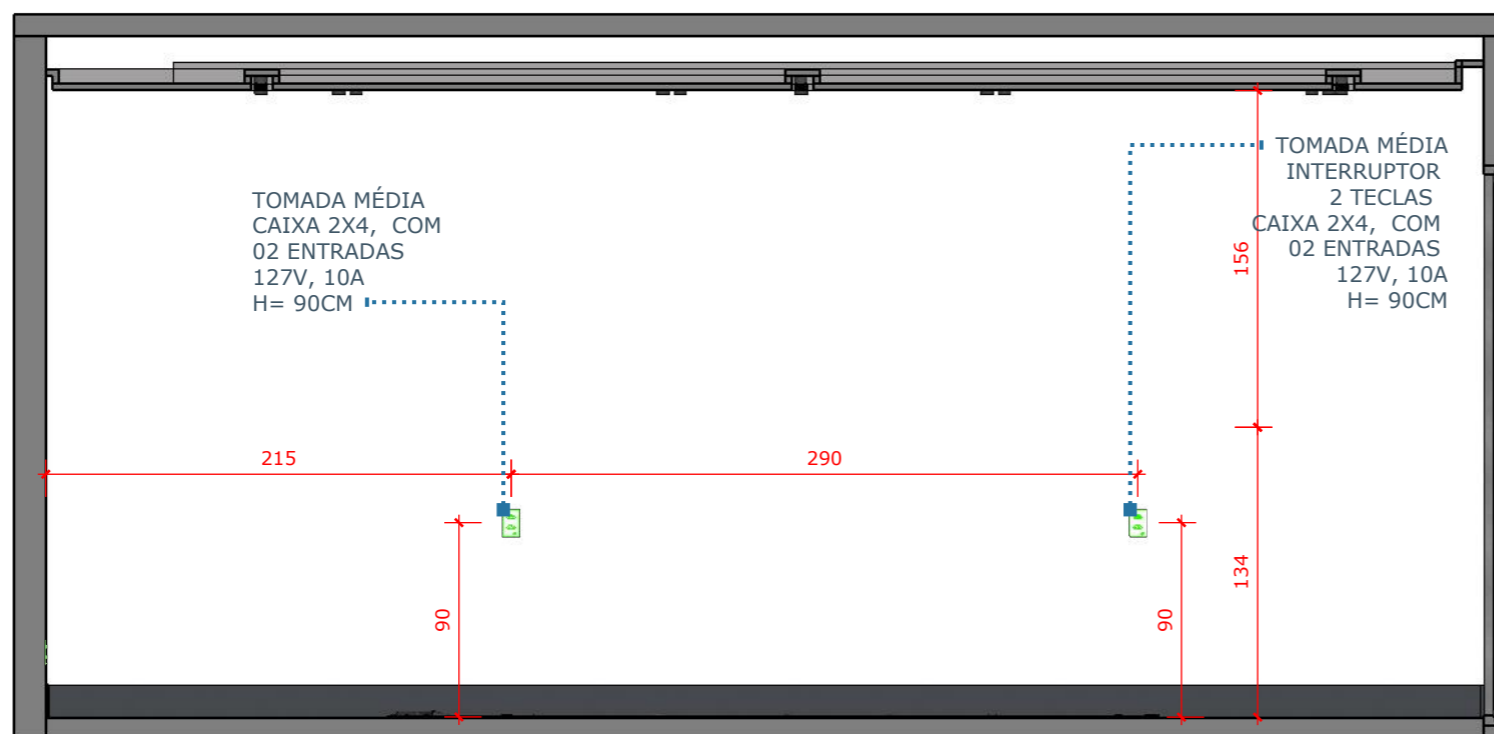 TOMADA MÉDIA
CAIXA 2X4, COM
02 ENTRADAS
127V, 10A
H= 90CM
TOMADA MÉDIA
INTERRUPTOR
2 TECLAS
CAIXA 2X4, COM
02 ENTRADAS
127V, 10A
H= 90CM
156
215
290
134
90
90